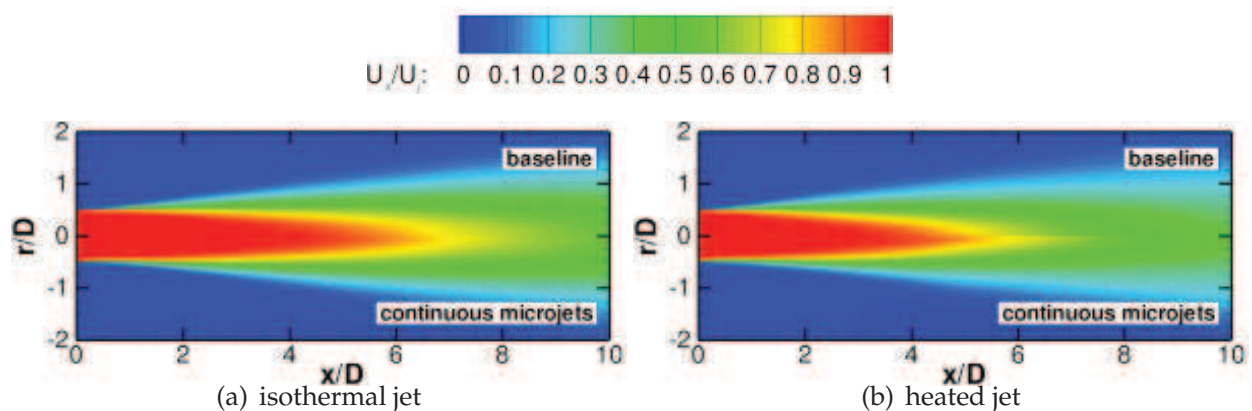 U_x/U_j: 0 0.1 0.2 0.3 0.4 0.5 0.6 0.7 0.8 0.9 1
2
1
0
-1
-2
r/D
baseline
continuous microjets
0 2 4 6 8 10
x/D
(a) isothermal jet
2
1
0
-1
-2
r/D
baseline
continuous microjets
0 2 4 6 8 10
x/D
(b) heated jet